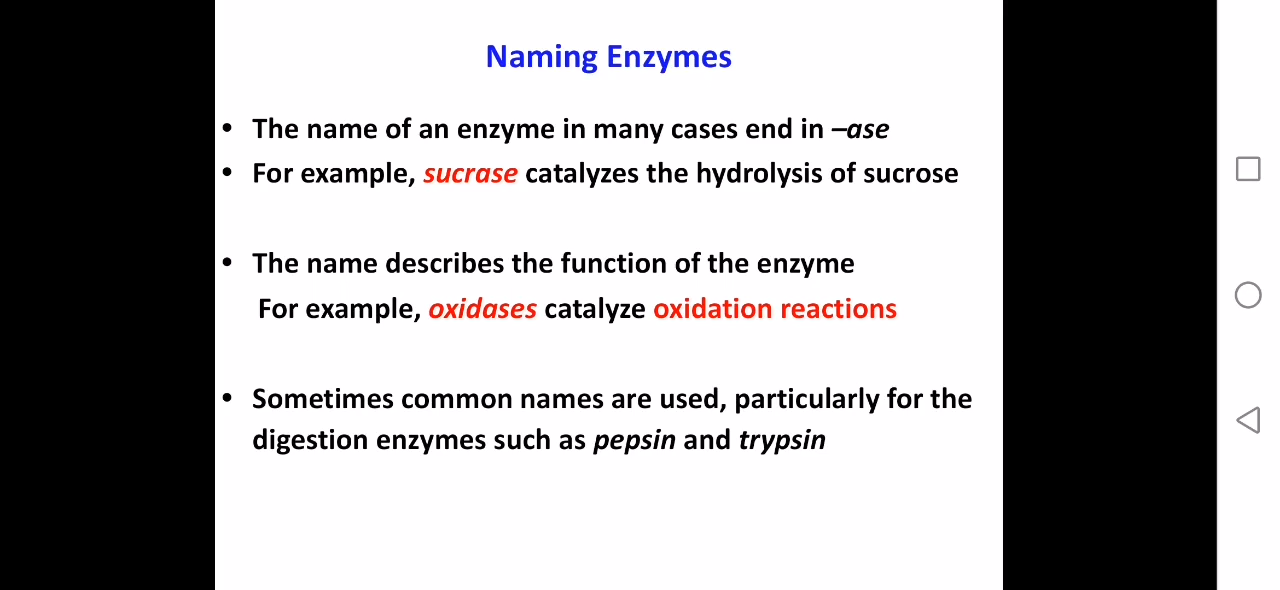 Naming Enzymes
• The name of an enzyme in many cases end in –ase
• For example, sucrase catalyzes the hydrolysis of sucrose
• The name describes the function of the enzyme
For example, oxidases catalyze oxidation reactions
• Sometimes common names are used, particularly for the
digestion enzymes such as pepsin and trypsin